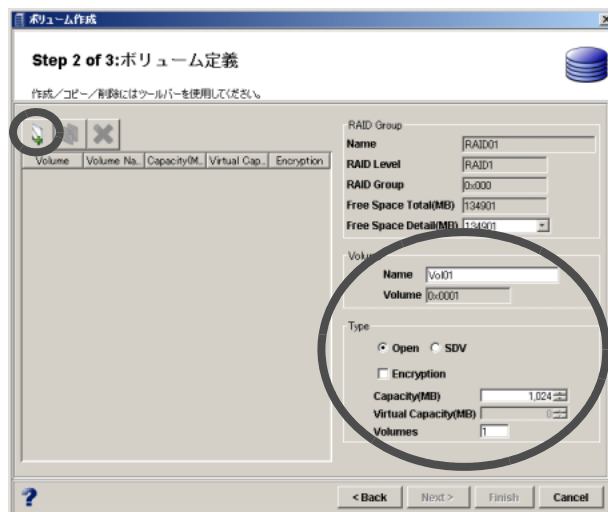 ボリューム作成
Step 2 of 3:ボリューム定義
作成/コピー/削除にはツールバーを使用してください。
Volume Volume Na.. Capacity(M.. Virtual Cap.. Encryption
RAID Group
Name RAID01
RAID Level RAID1
RAID Group 0x000
Free Space Total(MB) 134901
Free Space Detail(MB) 134901
Volume
Name Vol01
Volume 0x0001
Type
Open SDV
Encryption
Capacity(MB) 1,024
Virtual Capacity(MB) 0
Volumes 1
? < Back Next > Finish Cancel